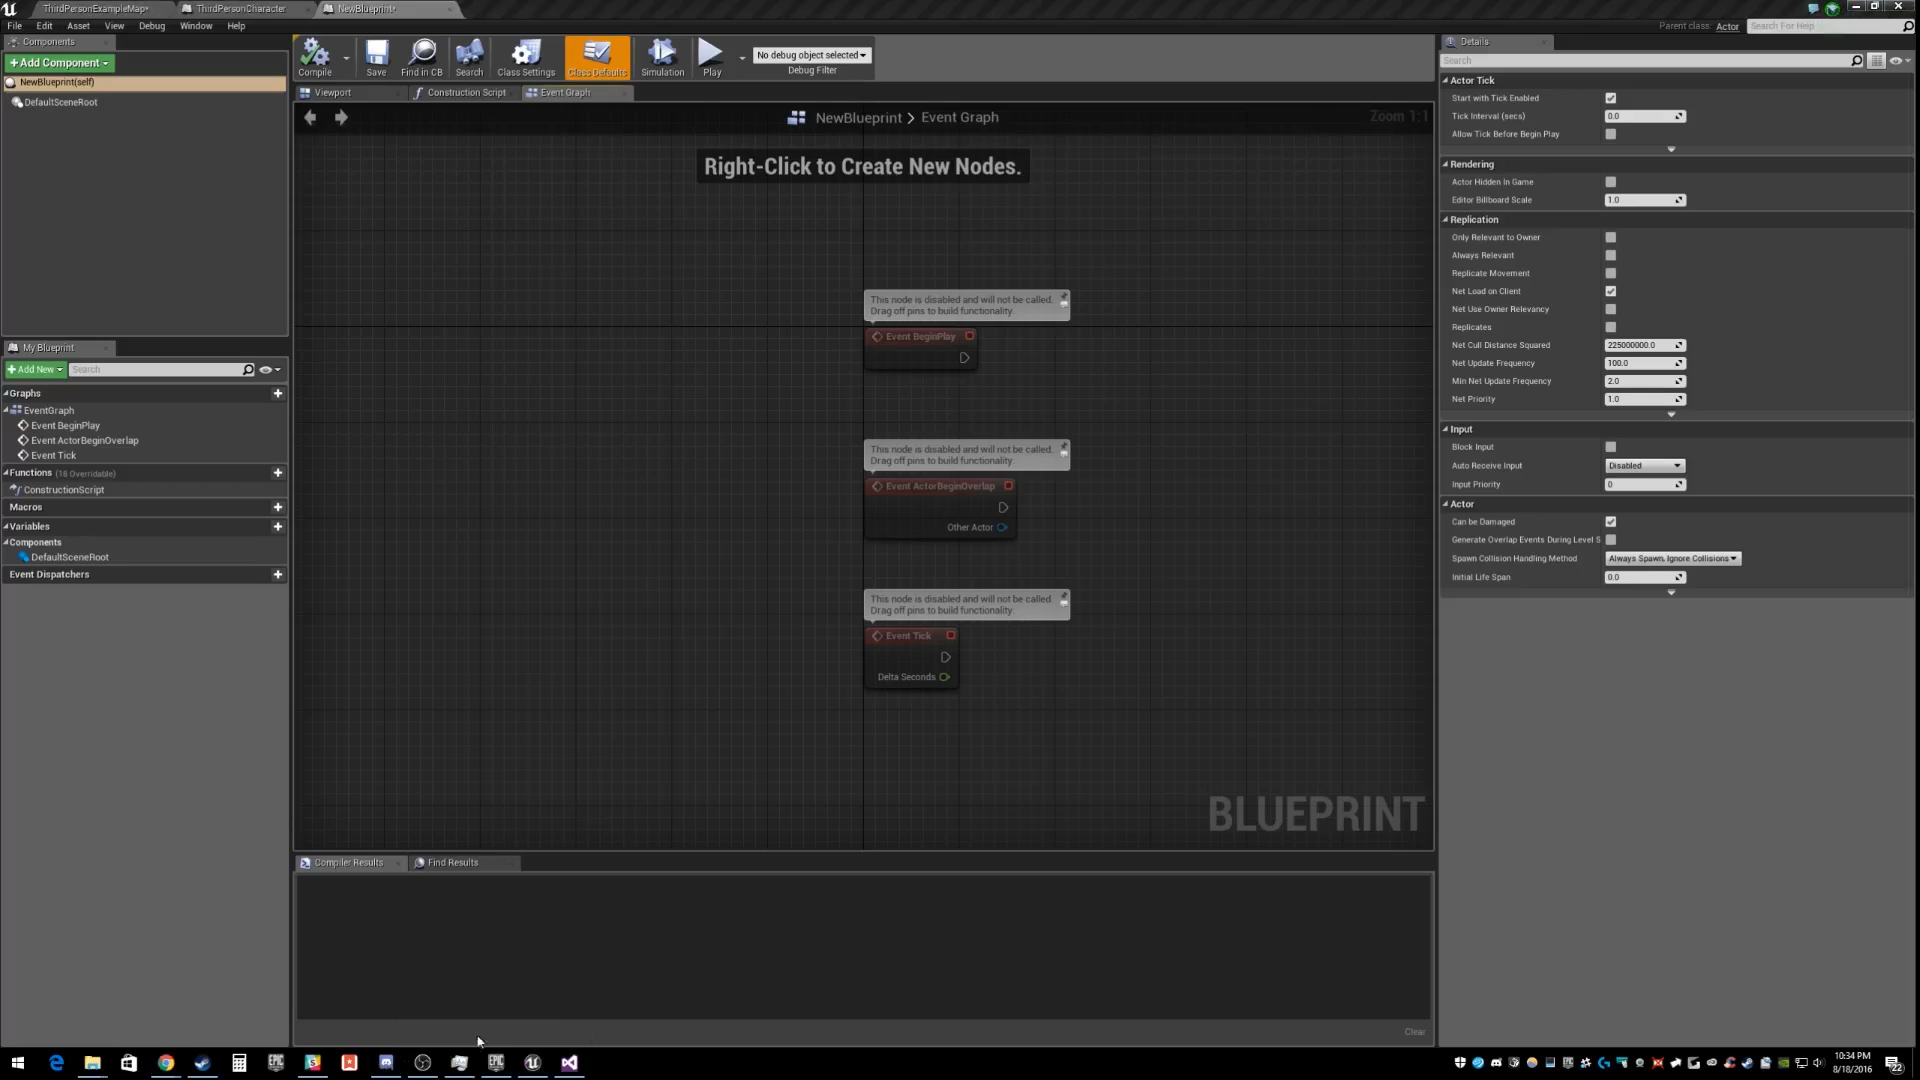 ThirdPersonExampleMap*
ThirdPersonCharacter
NewBlueprint*
File Edit Asset View Debug Window Help
Parent class: Actor
Search For Help
Components
+Add Component
NewBlueprint(self)
DefaultSceneRoot
My Blueprint
+Add New
Search
Graphs
EventGraph
Event BeginPlay
Event ActorBeginOverlap
Event Tick
Functions (18 Overridable)
ConstructionScript
Macros
Variables
Components
DefaultSceneRoot
Event Dispatchers
Compile
Save
Find in CB
Search
Class Settings
Class Defaults
Simulation
Play
No debug object selected
Debug Filter
Viewport
Construction Script
Event Graph
NewBlueprint > Event Graph
Zoom 1:1
Right-Click to Create New Nodes.
This node is disabled and will not be called.
Drag off pins to build functionality.
Event BeginPlay
This node is disabled and will not be called.
Drag off pins to build functionality.
Event ActorBeginOverlap
Other Actor
This node is disabled and will not be called.
Drag off pins to build functionality.
Event Tick
Delta Seconds
BLUEPRINT
Compiler Results
Find Results
Clear
Details
Search
Actor Tick
Start with Tick Enabled
Tick Interval (secs) 0.0
Allow Tick Before Begin Play
Rendering
Actor Hidden In Game
Editor Billboard Scale 1.0
Replication
Only Relevant to Owner
Always Relevant
Replicate Movement
Net Load on Client
Net Use Owner Relevancy
Replicates
Net Cull Distance Squared 225000000.0
Net Update Frequency 100.0
Min Net Update Frequency 2.0
Net Priority 1.0
Input
Block Input
Auto Receive Input Disabled
Input Priority 0
Actor
Can be Damaged
Generate Overlap Events During Level S
Spawn Collision Handling Method Always Spawn, Ignore Collisions
Initial Life Span 0.0
EPIC
EPIC
10:34 PM
8/18/2016
22